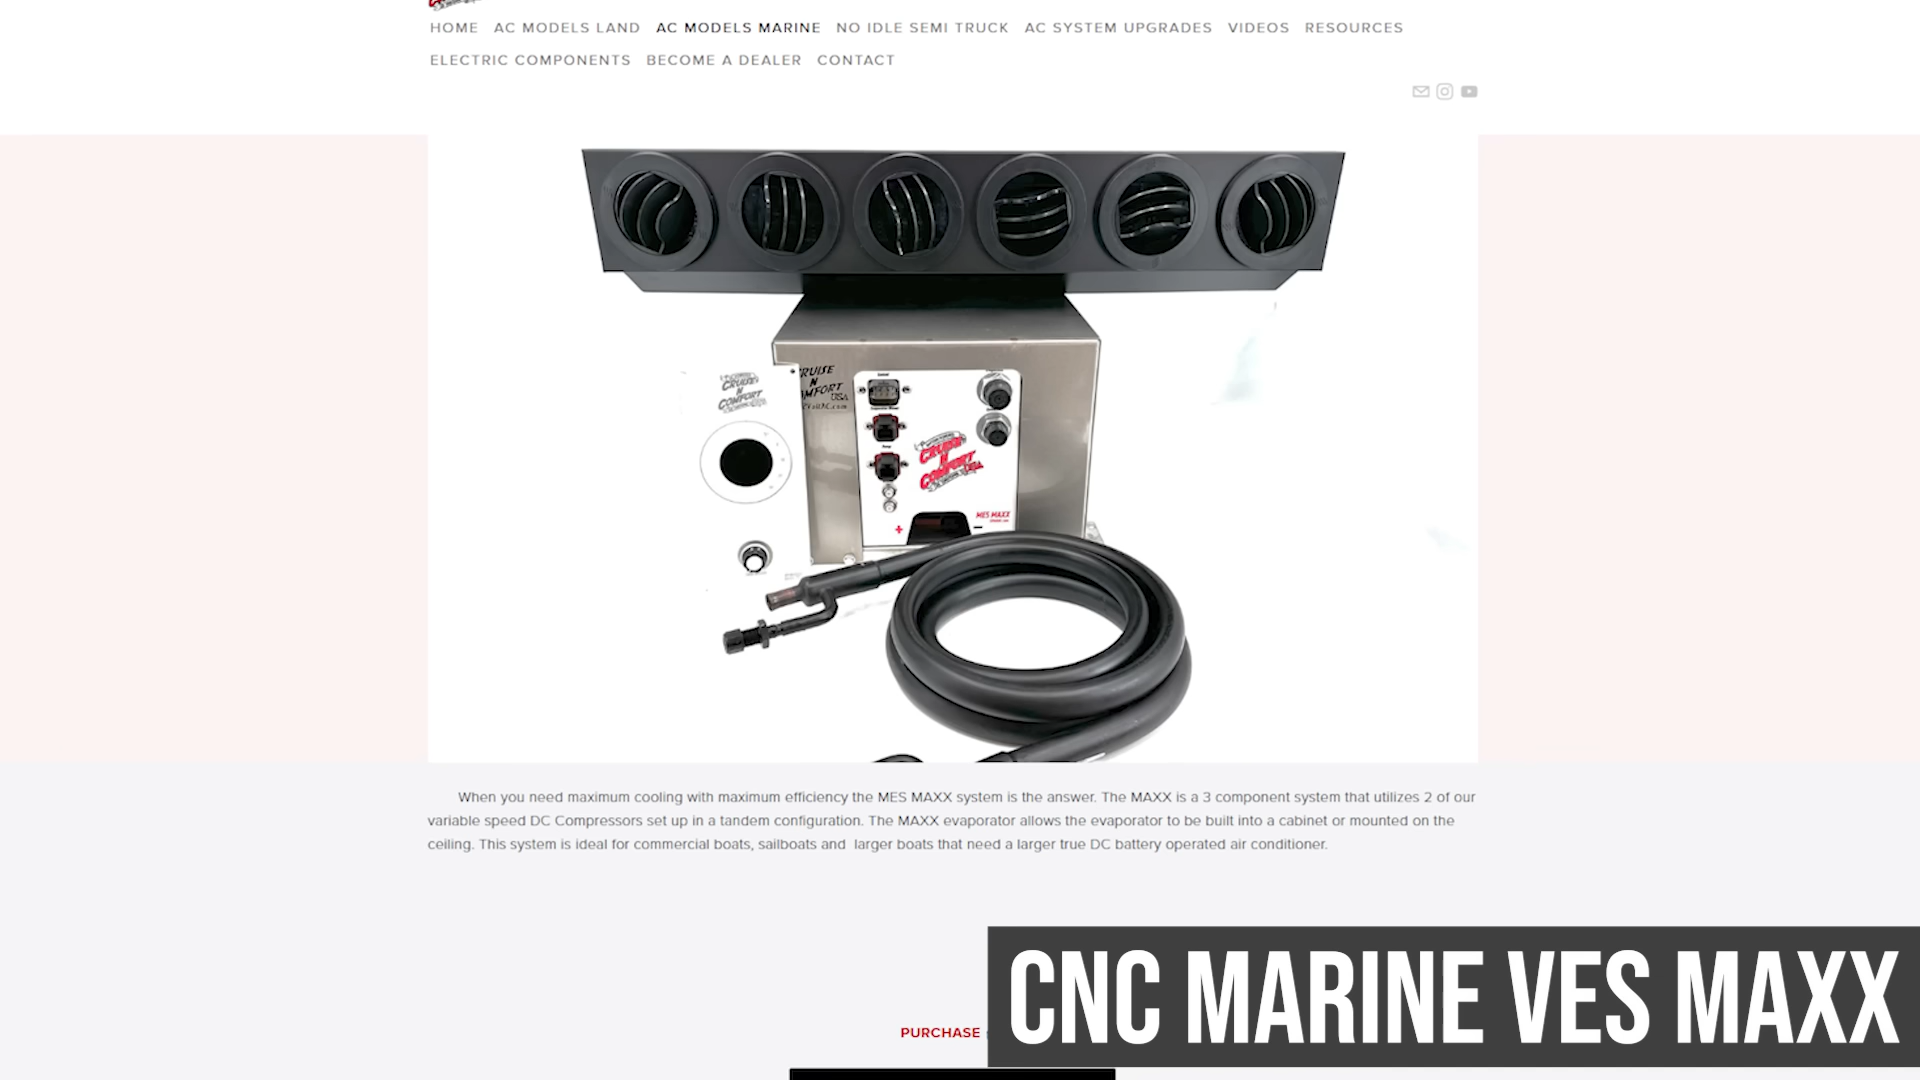 HOME AC MODELS LAND AC MODELS MARINE NO IDLE SEMI TRUCK AC SYSTEM UPGRADES VIDEOS RESOURCES
ELECTRIC COMPONENTS BECOME A DEALER CONTACT
CRUISE
N
COMFORT
RUISE
N
MFORT
USA
CRUISE
N
COMFORT
USA
MES MAXX
+ -
When you need maximum cooling with maximum efficiency the MES MAXX system is the answer. The MAXX is a 3 component system that utilizes 2 of our
variable speed DC Compressors set up in a tandem configuration. The MAXX evaporator allows the evaporator to be built into a cabinet or mounted on the
ceiling. This system is ideal for commercial boats, sailboats and larger boats that need a larger true DC battery operated air conditioner.
PURCHASE
CNC MARINE VES MAXX